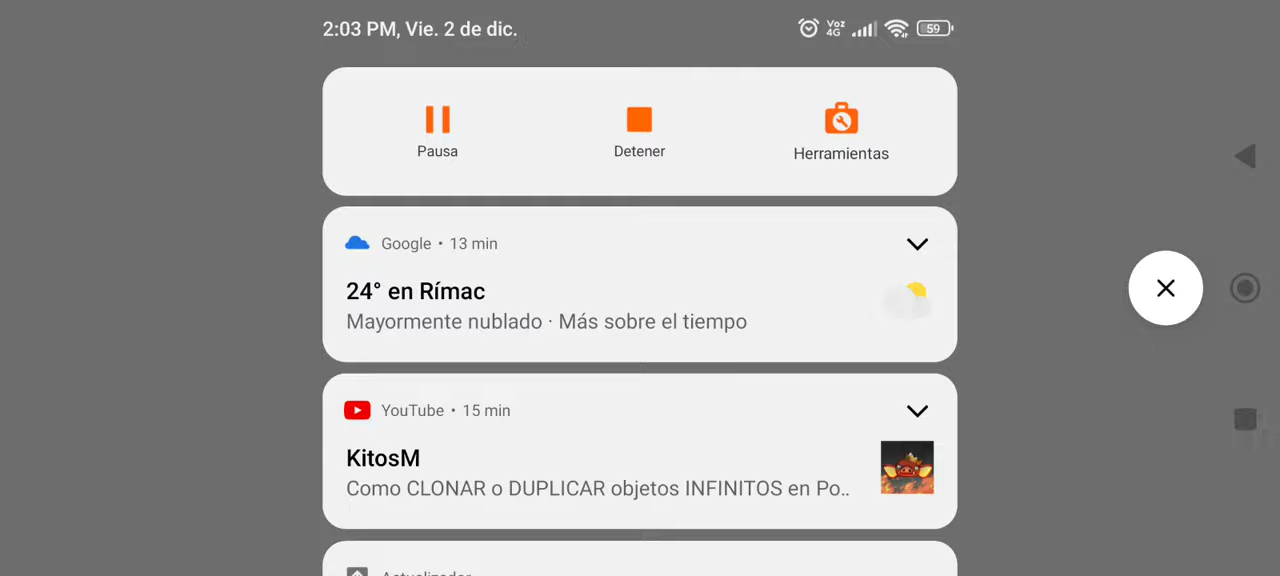 2:03 PM, Vie. 2 de dic.
Voz
4G
59
Pausa
Detener
Herramientas
Google • 13 min
24° en Rímac
Mayormente nublado · Más sobre el tiempo
YouTube • 15 min
KitosM
Como CLONAR o DUPLICAR objetos INFINITOS en Po..
Actualizador